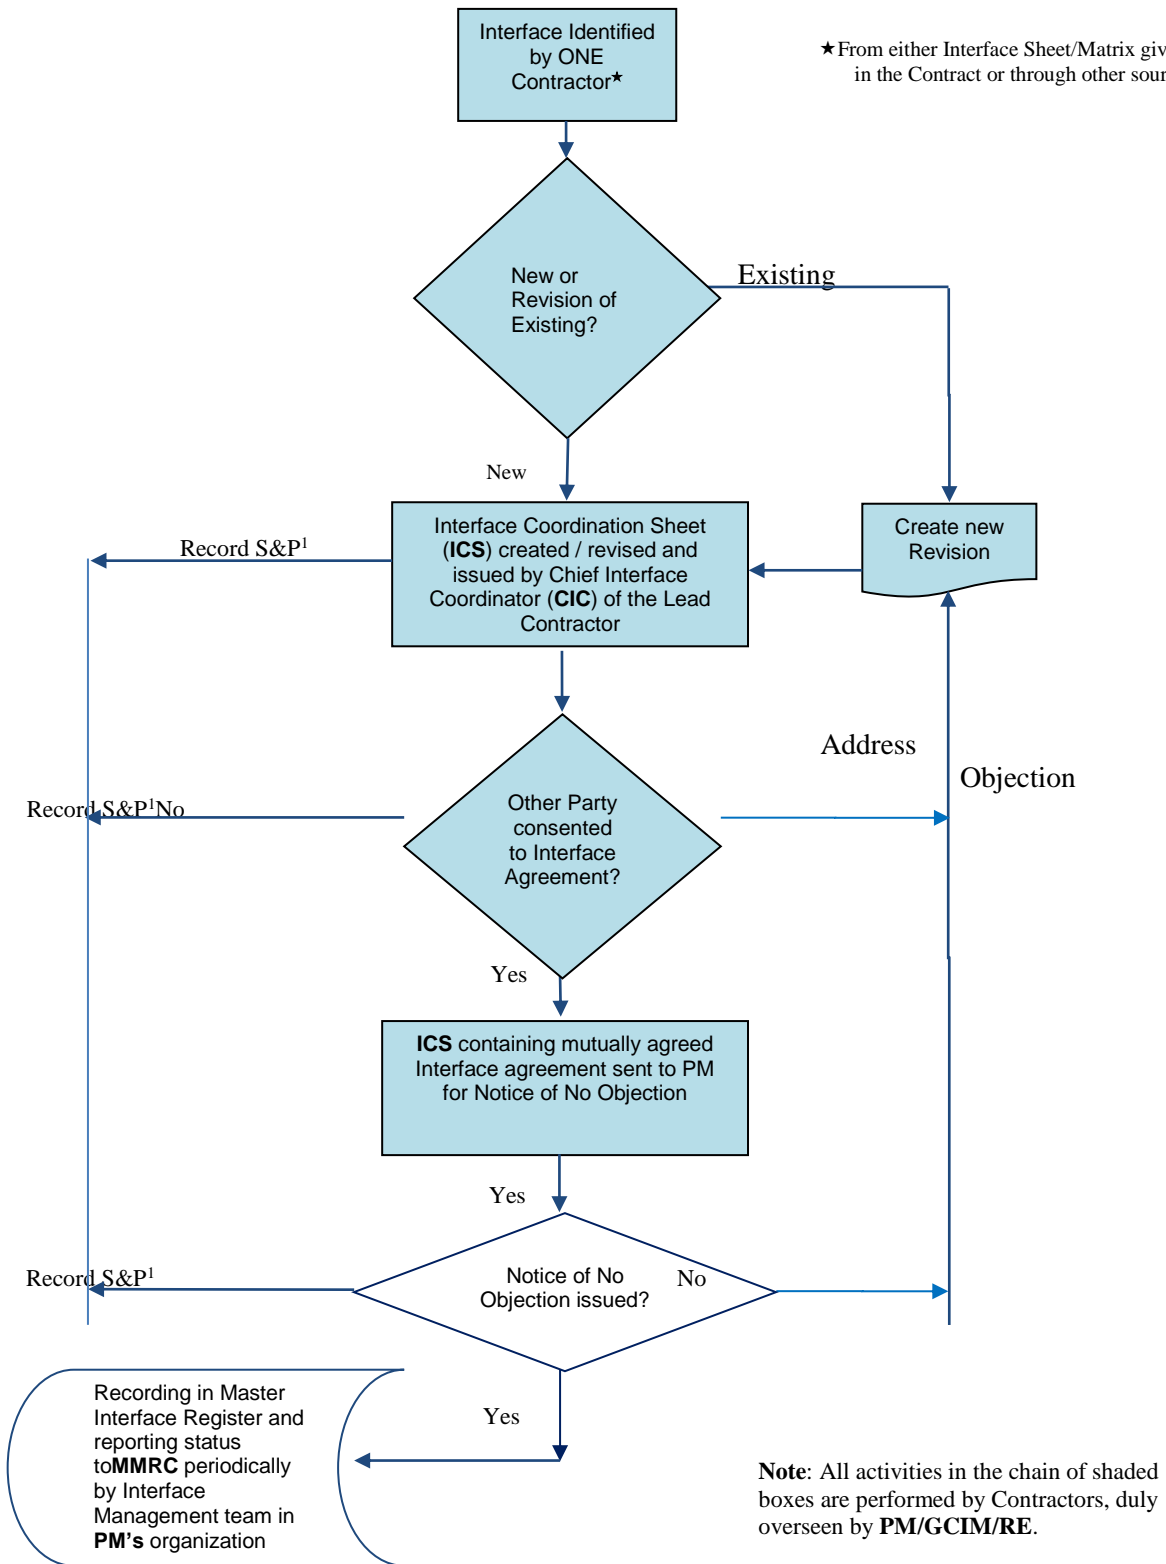 Interface Identified
by ONE
Contractor★
★From either Interface Sheet/Matrix giv
in the Contract or through other sour
New or
Revision of
Existing?
Existing
New
Interface Coordination Sheet
(ICS) created / revised and
issued by Chief Interface
Coordinator (CIC) of the Lead
Contractor
Create new
Revision
Record S&P1
Address
Objection
Other Party
consented
to Interface
Agreement?
Record S&P1No
Yes
ICS containing mutually agreed
Interface agreement sent to PM
for Notice of No Objection
Yes
Notice of No
Objection issued?
No
Record S&P1
Yes
Recording in Master
Interface Register and
reporting status
toMMRC periodically
by Interface
Management team in
PM's organization
Note: All activities in the chain of shaded
boxes are performed by Contractors, duly
overseen by PM/GCIM/RE.